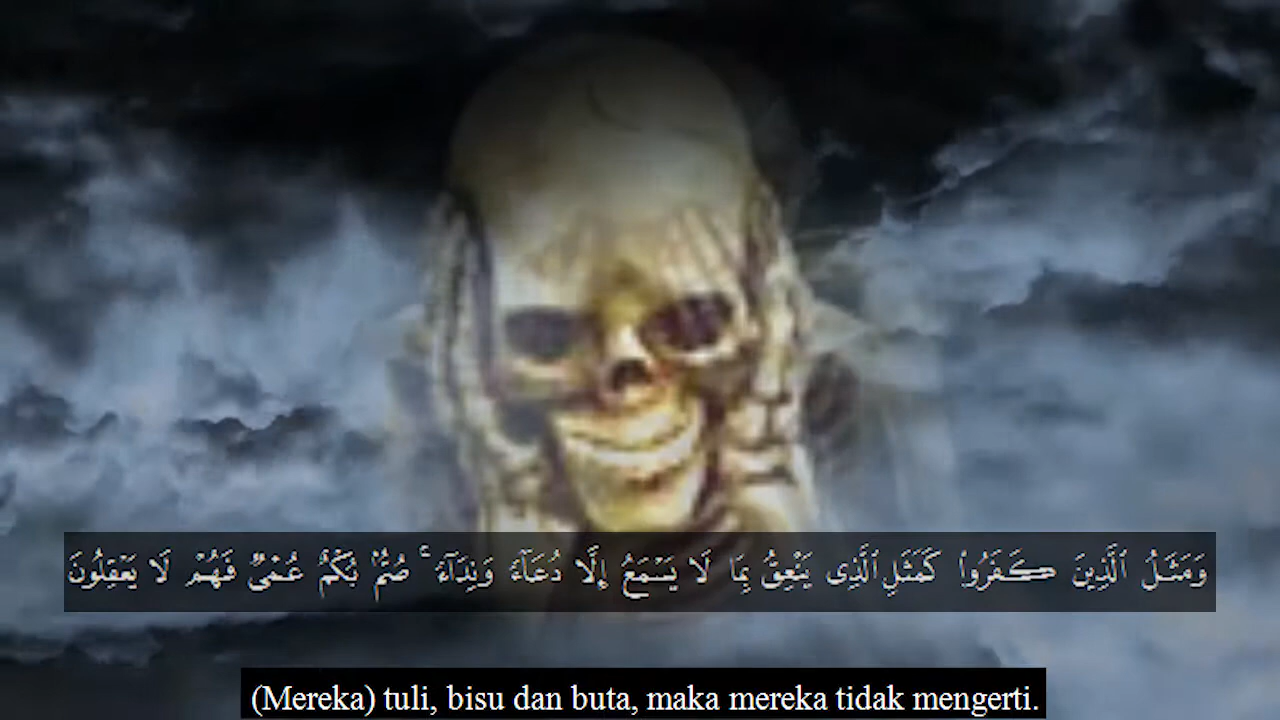 وَمَثَلُ ٱلَّذِينَ كَفَرُوا۟ كَمَثَلِ ٱلَّذِى يَنْعِقُ بِمَا لَا يَسْمَعُ إِلَّا دُعَآءً وَنِدَآءً ۚ صُمٌّۢ بُكْمٌ عُمْىٌ فَهُمْ لَا يَعْقِلُونَ
(Mereka) tuli, bisu dan buta, maka mereka tidak mengerti.